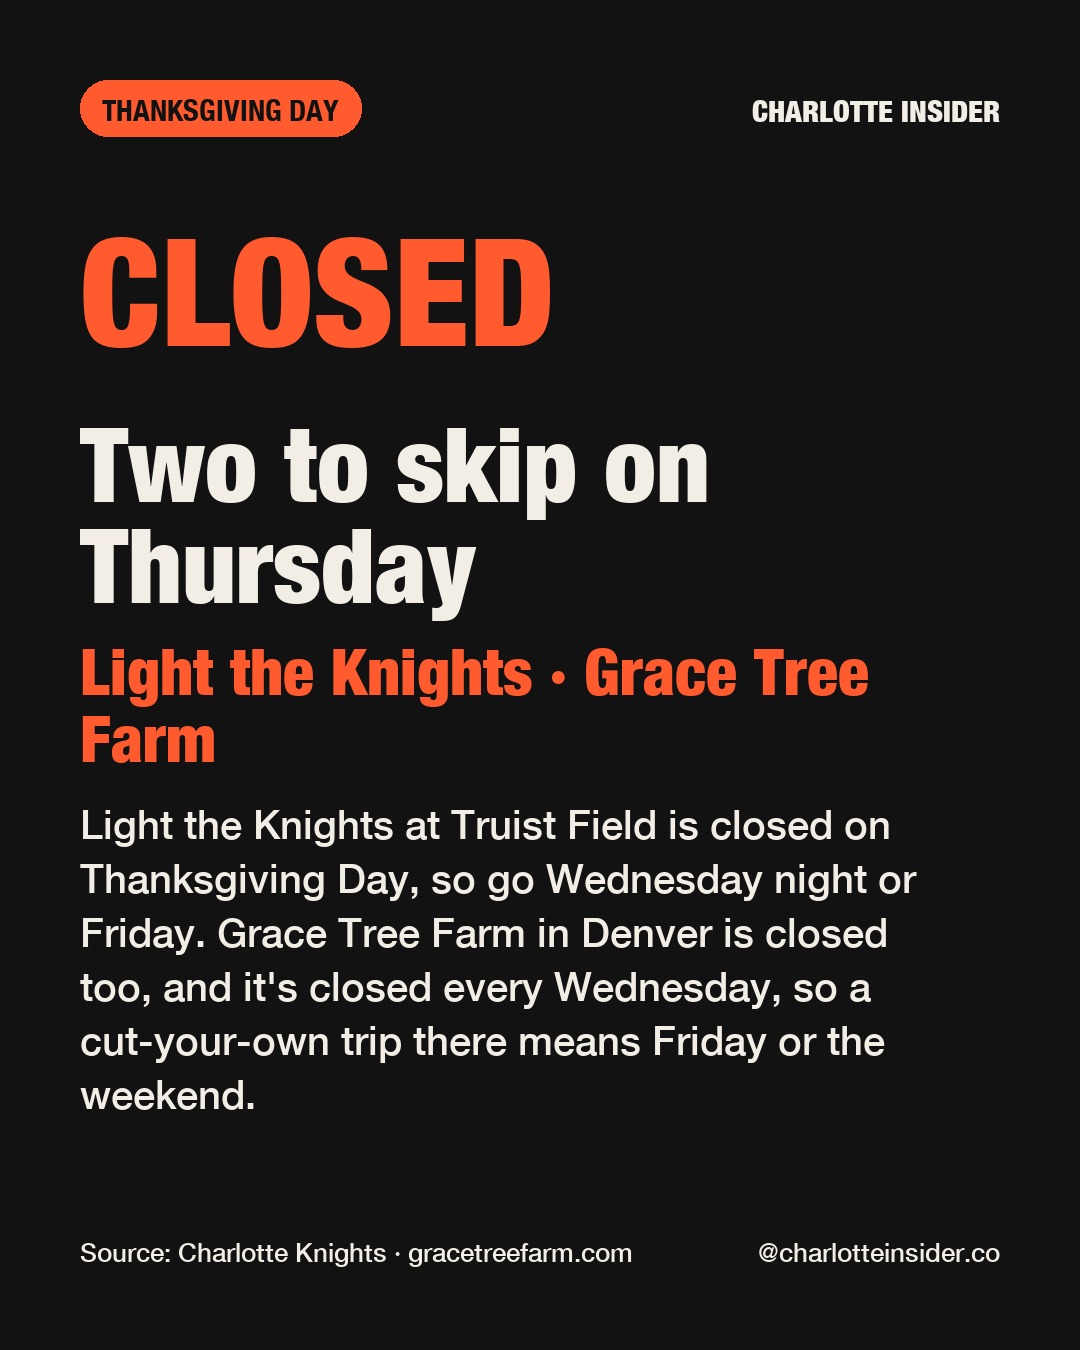 THANKSGIVING DAY
CHARLOTTE INSIDER
CLOSED
Two to skip on
Thursday
Light the Knights · Grace Tree
Farm
Light the Knights at Truist Field is closed on
Thanksgiving Day, so go Wednesday night or
Friday. Grace Tree Farm in Denver is closed
too, and it's closed every Wednesday, so a
cut-your-own trip there means Friday or the
weekend.
Source: Charlotte Knights · gracetreefarm.com
@charlotteinsider.co